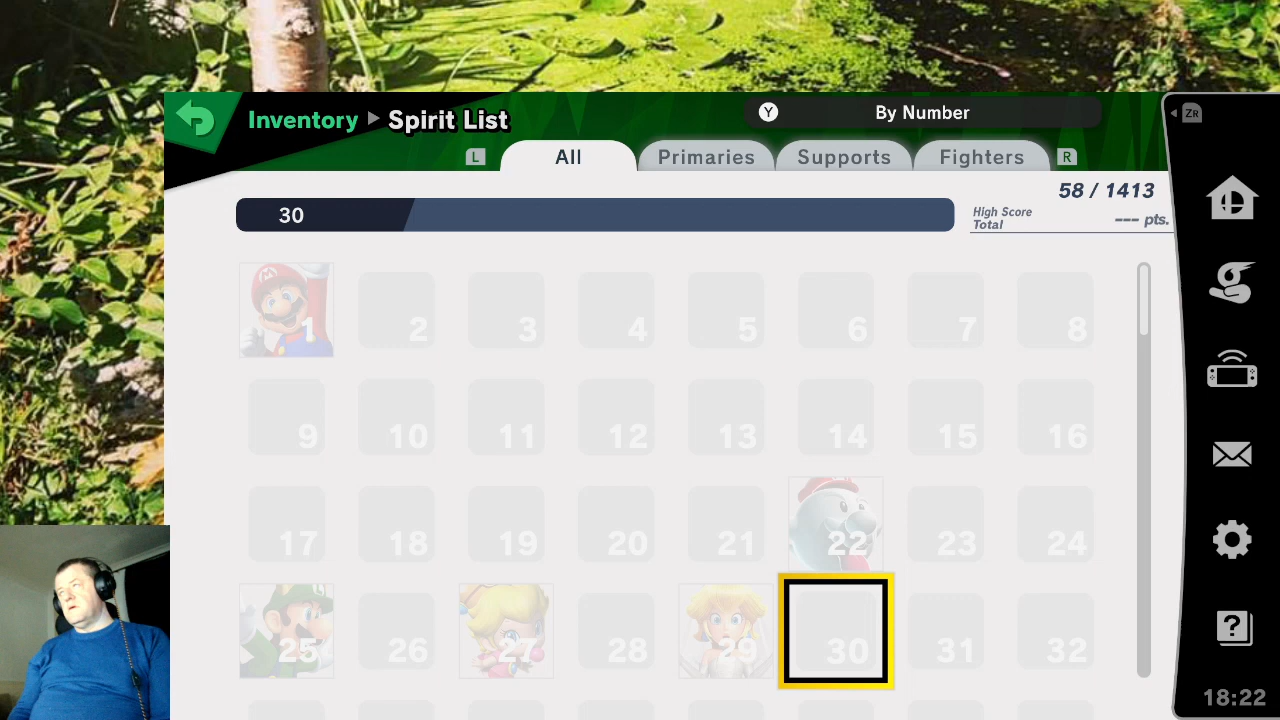 Inventory ▶ Spirit List
Y By Number
ZR
L All Primaries Supports Fighters R
58 / 1413
30
High Score Total --- pts.
1 2 3 4 5 6 7 8
9 10 11 12 13 14 15 16
17 18 19 20 21 22 23 24
25 26 27 28 29 30 31 32
?
18:22